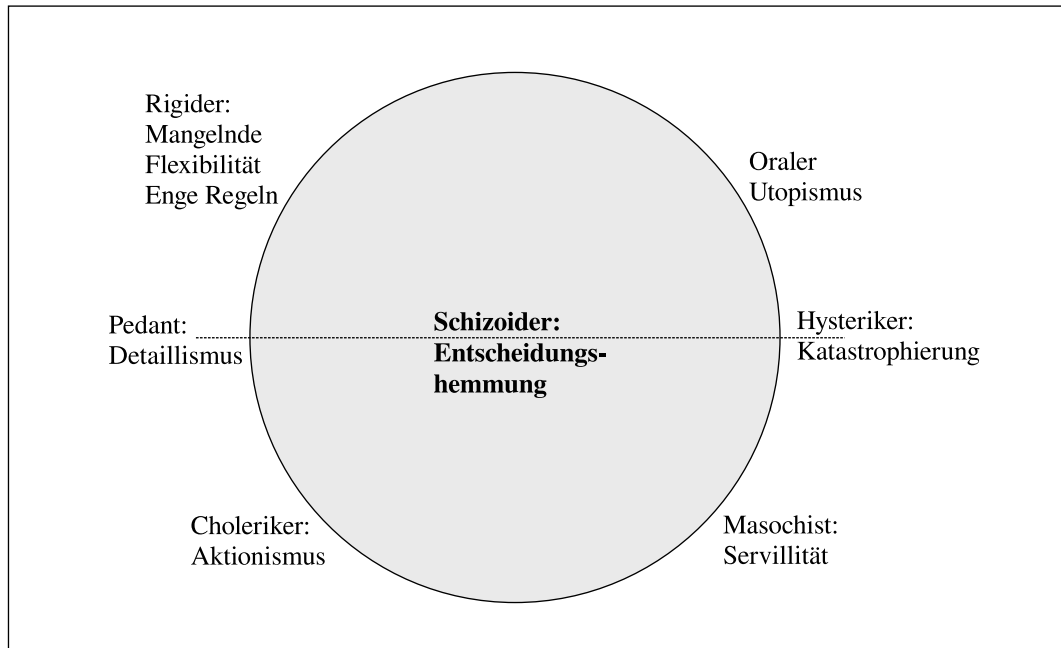 Rigider:
Mangelnde
Flexibilität
Enge Regeln
Oraler
Utopismus
Pedant:
Detaillismus
Schizoider:
Entscheidungs-
hemmung
Hysteriker:
Katastrophierung
Choleriker:
Aktionismus
Masochist:
Servillität